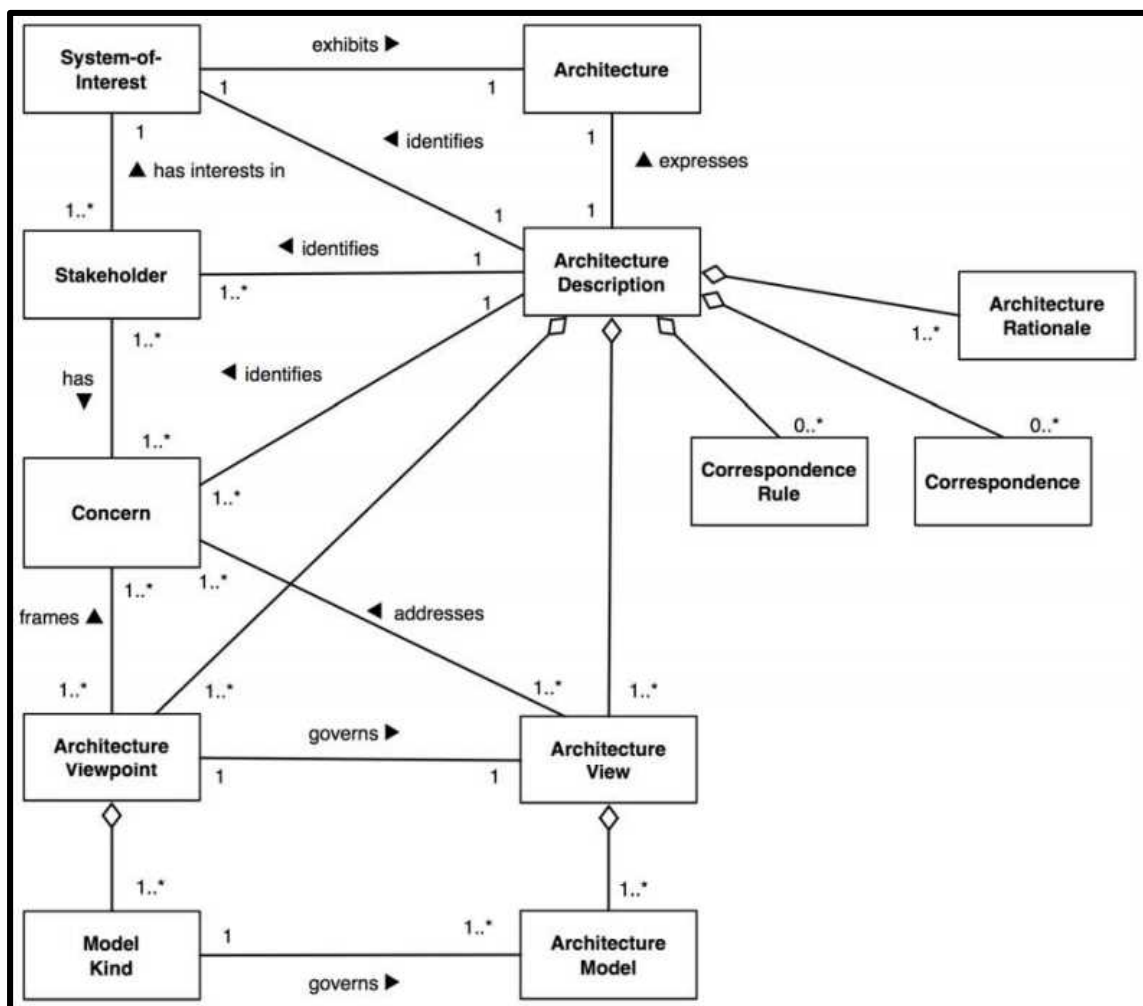 System-of-
Interest
exhibits ►
Architecture
1
1
1
◄ identifies
1
▲ has interests in
▲ expresses
1..*
1
1
Stakeholder
◄ identifies
1
1..*
Architecture
Description
Architecture
Rationale
1..*
1..*
1
has
▼
◄ identifies
1..*
1..*
0..*
0..*
Concern
Correspondence
Rule
Correspondence
1..*
1..*
frames ▲
◄ addresses
1..*
1..*
1..*
1..*
Architecture
Viewpoint
governs ►
1
1
Architecture
View
1..*
1..*
Model
Kind
1
1..*
governs ►
Architecture
Model